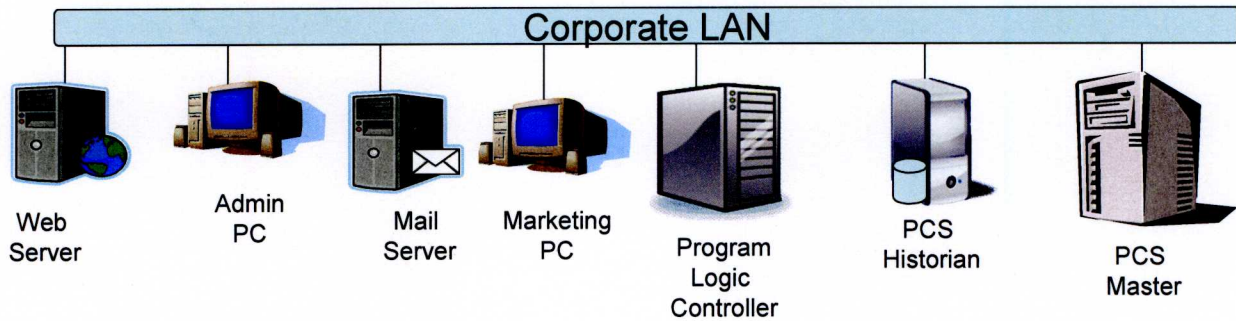 Corporate LAN
Web
Server
Admin
PC
Mail
Server
Marketing
PC
Program
Logic
Controller
PCS
Historian
PCS
Master